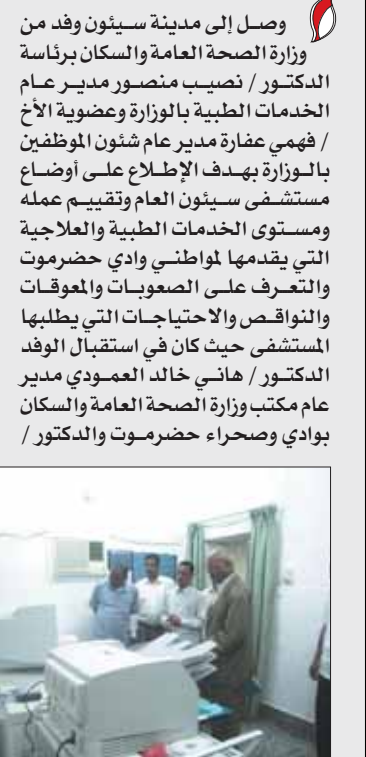 وصل إلى مدينة سيئون وفد من
وزارة الصحة العامة والسكان برئاسة
الدكتور / نصيب منصور مدير عام
الخدمات الطبية بالوزارة وعضوية الأخ
/ فهمي عفارة مدير عام شئون الموظفين
بالوزارة بهدف الإطلاع على أوضاع
مستشفى سيئون العام وتقييم عمله
ومستوى الخدمات الطبية والعلاجية
التي يقدمها لمواطني وادي حضرموت
والتعرف على الصعوبات والمعوقات
والنواقص والاحتياجات التي يطلبها
المستشفى حيث كان في استقبال الوفد
الدكتور / هاني خالد العمودي مدير
عام مكتب وزارة الصحة العامة والسكان
بوادي وصحراء حضرموت والدكتور /